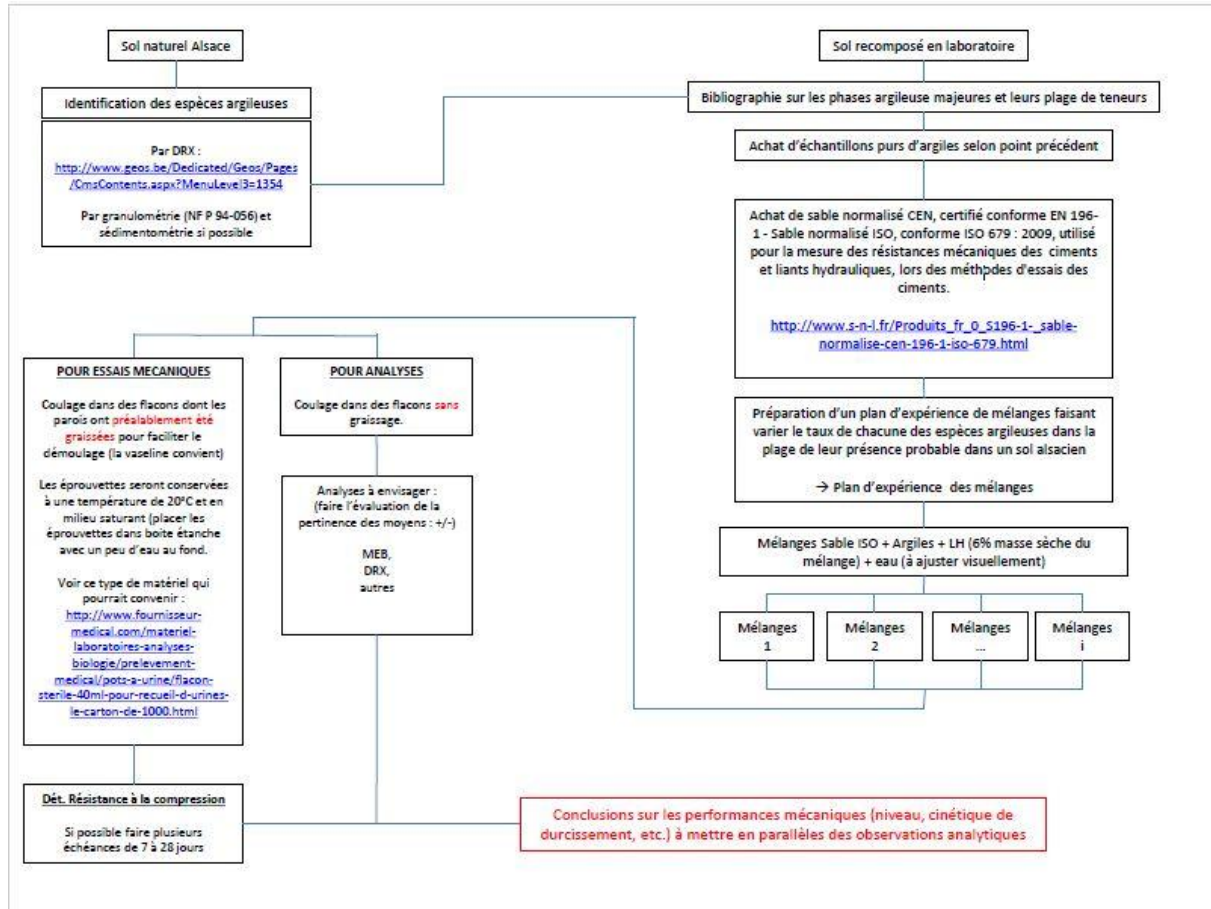 Sol naturel Alsace
Identification des espèces argileuses
Par DRX :
http://www.geos.be/Dedicated/Geos/Pages
/CmsContents.aspx?MenuLevel3=1354
Par granulométrie (NF P 94-056) et
sédimentométrie si possible
Sol recomposé en laboratoire
Bibliographie sur les phases argileuse majeures et leurs plage de teneurs
Achat d'échantillons purs d'argiles selon point précédent
Achat de sable normalisé CEN, certifié conforme EN 196-
1 - Sable normalisé ISO, conforme ISO 679 : 2009, utilisé
pour la mesure des résistances mécaniques des ciments
et liants hydrauliques, lors des méthodes d'essais des
ciments.
http://www.s-n-l.fr/Produits_fr_0_S196-1-_sable-
normalise-cen-196-1-iso-679.html
Préparation d'un plan d'expérience de mélanges faisant
varier le taux de chacune des espèces argileuses dans la
plage de leur présence probable dans un sol alsacien
→ Plan d'expérience des mélanges
Mélanges Sable ISO + Argiles + LH (6% masse sèche du
mélange) + eau (à ajuster visuellement)
Mélanges
1
Mélanges
2
Mélanges
...
Mélanges
i
POUR ESSAIS MECANIQUES
Coulage dans des flacons dont les
parois ont préalablement été
graissées pour faciliter le
démoulage (la vaseline convient)
Les éprouvettes seront conservées
à une température de 20°C et en
milieu saturant (placer les
éprouvettes dans boite étanche
avec un peu d'eau au fond.
Voir ce type de matériel qui
pourrait convenir :
http://www.fournisseur-
medical.com/materiel-
laboratoires-analyses-
biologie/prelevement-
medical/pots-a-urine/flacon-
sterile-40ml-pour-recueil-d-urines-
le-carton-de-1000.html
POUR ANALYSES
Coulage dans des flacons sans
graissage.
Analyses à envisager :
(faire l'évaluation de la
pertinence des moyens : +/-)
MEB,
DRX,
autres
Dét. Résistance à la compression
Si possible faire plusieurs
échéances de 7 à 28 jours
Conclusions sur les performances mécaniques (niveau, cinétique de
durcissement, etc.) à mettre en parallèles des observations analytiques